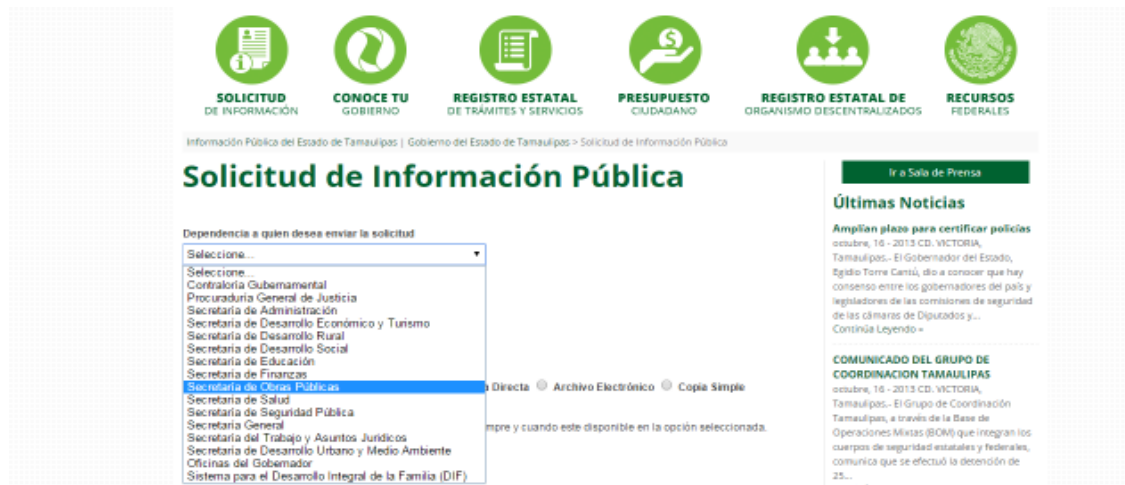 SOLICITUD
DE INFORMACIÓN
CONOCE TU
GOBIERNO
REGISTRO ESTATAL
DE TRÁMITES Y SERVICIOS
PRESUPUESTO
CIUDADANO
REGISTRO ESTATAL DE
ORGANISMO DESCENTRALIZADOS
RECURSOS
FEDERALES
Información Pública del Estado de Tamaulipas | Gobierno del Estado de Tamaulipas > Solicitud de Información Pública
Solicitud de Información Pública
Dependencia a quien desea enviar la solicitud
Seleccione...
Seleccione...
Contraloría Gubernamental
Procuraduría General de Justicia
Secretaría de Administración
Secretaría de Desarrollo Económico y Turismo
Secretaría de Desarrollo Rural
Secretaría de Desarrollo Social
Secretaría de Educación
Secretaría de Finanzas
Secretaría de Obras Públicas
Secretaría de Salud
Secretaría de Seguridad Pública
Secretaría General
Secretaría del Trabajo y Asuntos Jurídicos
Secretaría de Desarrollo Urbano y Medio Ambiente
Oficinas del Gobernador
Sistema para el Desarrollo Integral de la Familia (DIF)
Directa Archivo Electrónico Copia Simple
mpre y cuando este disponible en la opción seleccionada.
Ir a Sala de Prensa
Últimas Noticias
Amplían plazo para certificar policías
octubre, 16 - 2013 CD. VICTORIA,
Tamaulipas.- El Gobernador del Estado,
Egidio Torre Cantú, dio a conocer que hay
consenso entre los gobernadores del país y
legisladores de las comisiones de seguridad
de las cámaras de Diputados y...
Continúa Leyendo »
COMUNICADO DEL GRUPO DE
COORDINACION TAMAULIPAS
octubre, 16 - 2013 CD. VICTORIA,
Tamaulipas.- El Grupo de Coordinación
Tamaulipas, a través de la Base de
Operaciones Mixtas (BOM) que integran los
cuerpos de seguridad estatales y federales,
comunica que se efectuó la detención de
25...